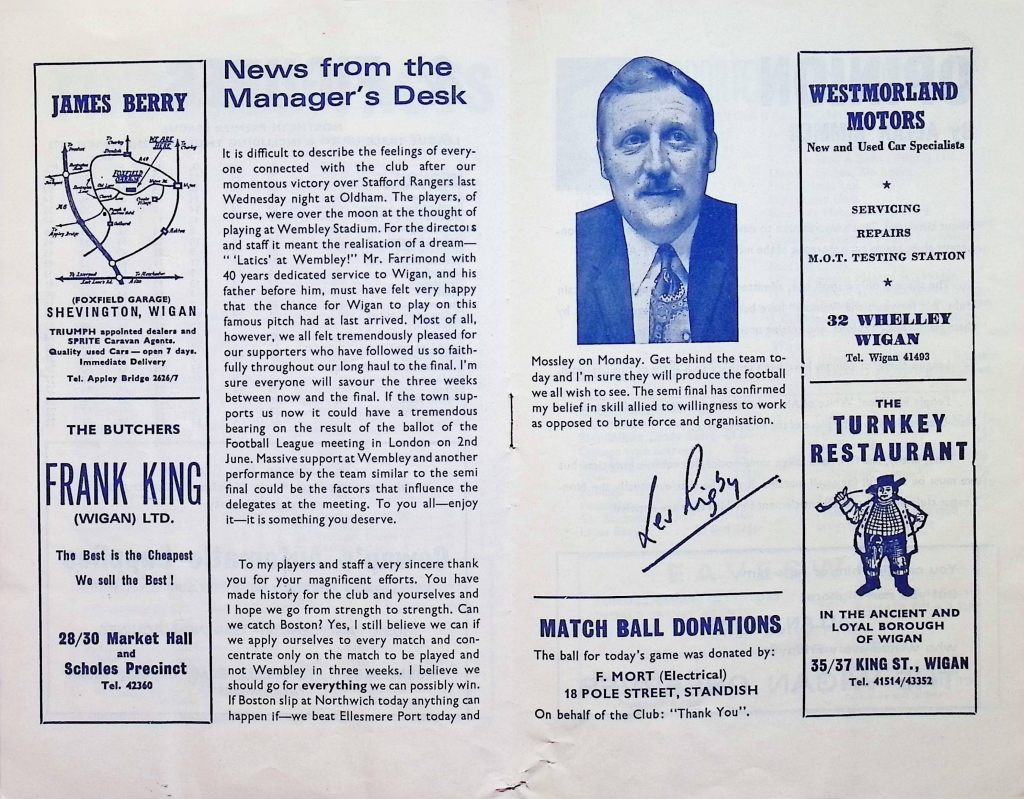 JAMES BERRY
WE ARE HERE
FOXFIELD GARAGE
M6
(FOXFIELD GARAGE)
SHEVINGTON, WIGAN
TRIUMPH appointed dealers and
SPRITE Caravan Agents.
Quality used Cars — open 7 days.
Immediate Delivery
Tel. Appley Bridge 2626/7
THE BUTCHERS
FRANK KING
(WIGAN) LTD.
The Best is the Cheapest
We sell the Best!
28/30 Market Hall
and
Scholes Precinct
Tel. 42360
News from the
Manager's Desk
It is difficult to describe the feelings of every-
one connected with the club after our
momentous victory over Stafford Rangers last
Wednesday night at Oldham. The players, of
course, were over the moon at the thought of
playing at Wembley Stadium. For the directors
and staff it meant the realisation of a dream—
" 'Latics' at Wembley!" Mr. Farrimond with
40 years dedicated service to Wigan, and his
father before him, must have felt very happy
that the chance for Wigan to play on this
famous pitch had at last arrived. Most of all,
however, we all felt tremendously pleased for
our supporters who have followed us so faith-
fully throughout our long haul to the final. I'm
sure everyone will savour the three weeks
between now and the final. If the town sup-
ports us now it could have a tremendous
bearing on the result of the ballot of the
Football League meeting in London on 2nd
June. Massive support at Wembley and another
performance by the team similar to the semi
final could be the factors that influence the
delegates at the meeting. To you all—enjoy
it—it is something you deserve.
To my players and staff a very sincere thank
you for your magnificent efforts. You have
made history for the club and yourselves and
I hope we go from strength to strength. Can
we catch Boston? Yes, I still believe we can if
we apply ourselves to every match and con-
centrate only on the match to be played and
not Wembley in three weeks. I believe we
should go for everything we can possibly win.
If Boston slip at Northwich today anything can
happen if—we beat Ellesmere Port today and
Mossley on Monday. Get behind the team to-
day and I'm sure they will produce the football
we all wish to see. The semi final has confirmed
my belief in skill allied to willingness to work
as opposed to brute force and organisation.
Kev Rigby
MATCH BALL DONATIONS
The ball for today's game was donated by:
F. MORT (Electrical)
18 POLE STREET, STANDISH
On behalf of the Club: "Thank You".
WESTMORLAND
MOTORS
New and Used Car Specialists
SERVICING
REPAIRS
M.O.T. TESTING STATION
32 WHELLEY
WIGAN
Tel. Wigan 41493
THE
TURNKEY
RESTAURANT
IN THE ANCIENT AND
LOYAL BOROUGH
OF WIGAN
35/37 KING ST., WIGAN
Tel. 41514/43352